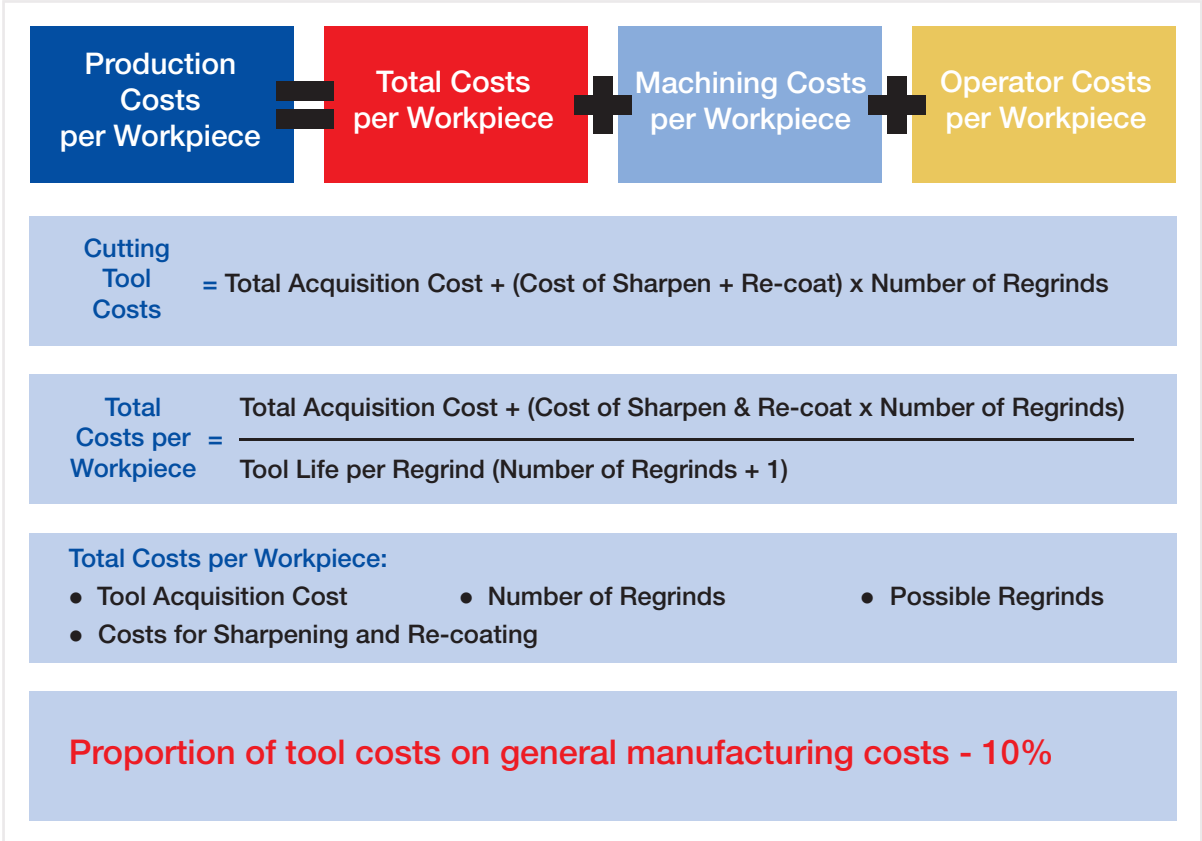 Production
Costs
per Workpiece
=
Total Costs
per Workpiece
+
Machining Costs
per Workpiece
+
Operator Costs
per Workpiece
Cutting
Tool
Costs
= Total Acquisition Cost + (Cost of Sharpen + Re-coat) x Number of Regrinds
Total
Costs per
Workpiece
=
Total Acquisition Cost + (Cost of Sharpen & Re-coat x Number of Regrinds)
Tool Life per Regrind (Number of Regrinds + 1)
Total Costs per Workpiece:
● Tool Acquisition Cost ● Number of Regrinds ● Possible Regrinds
● Costs for Sharpening and Re-coating
Proportion of tool costs on general manufacturing costs - 10%